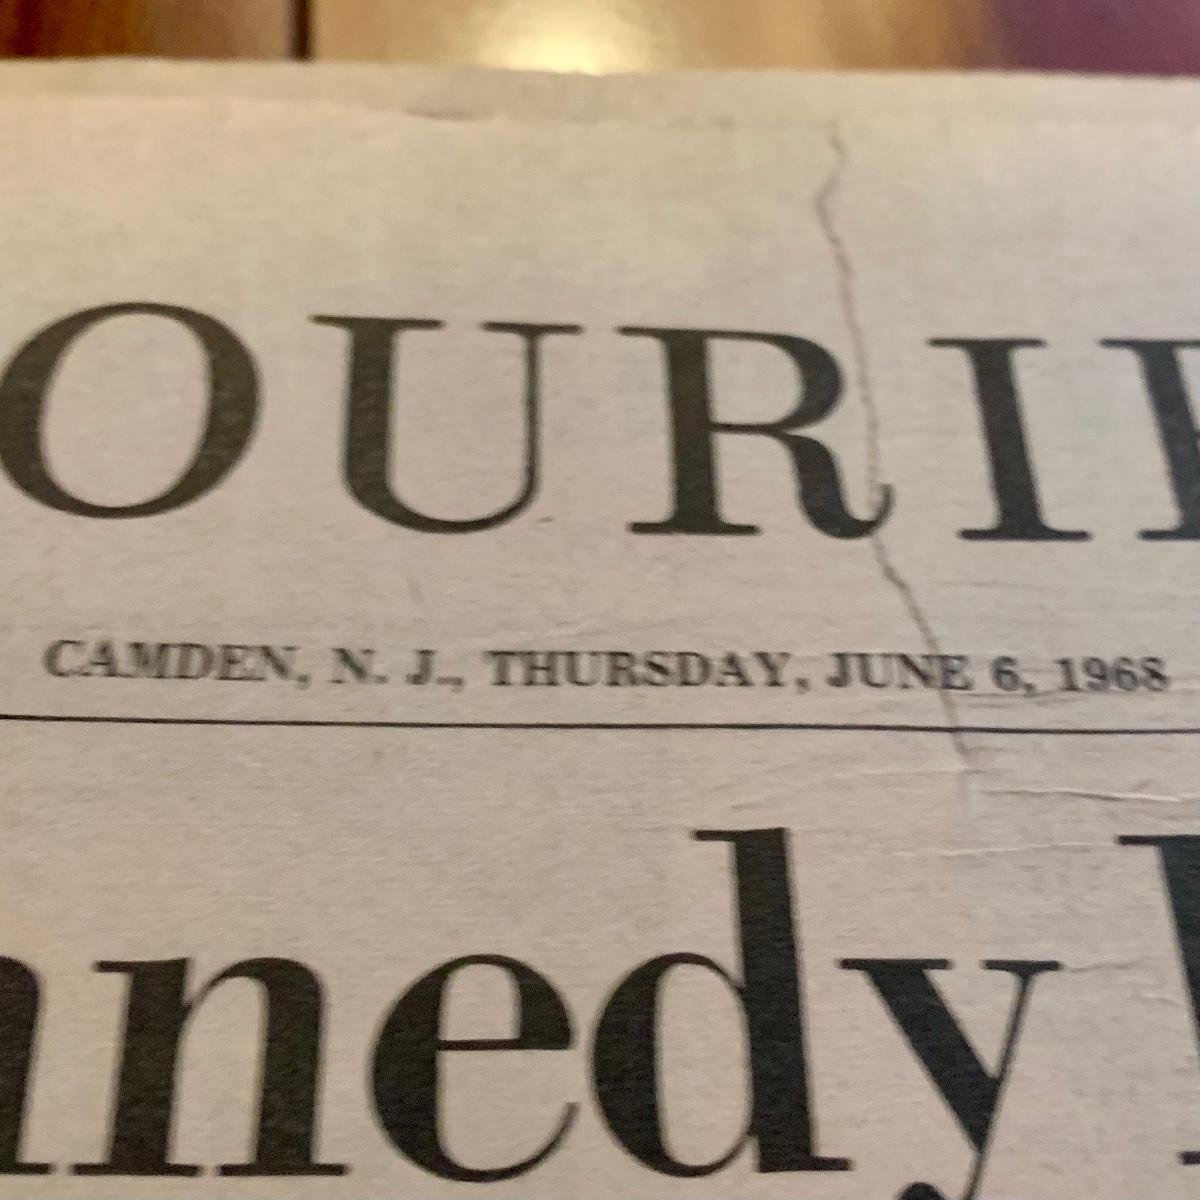 OURIE
CAMDEN, N. J., THURSDAY, JUNE 6, 1968
nnedy